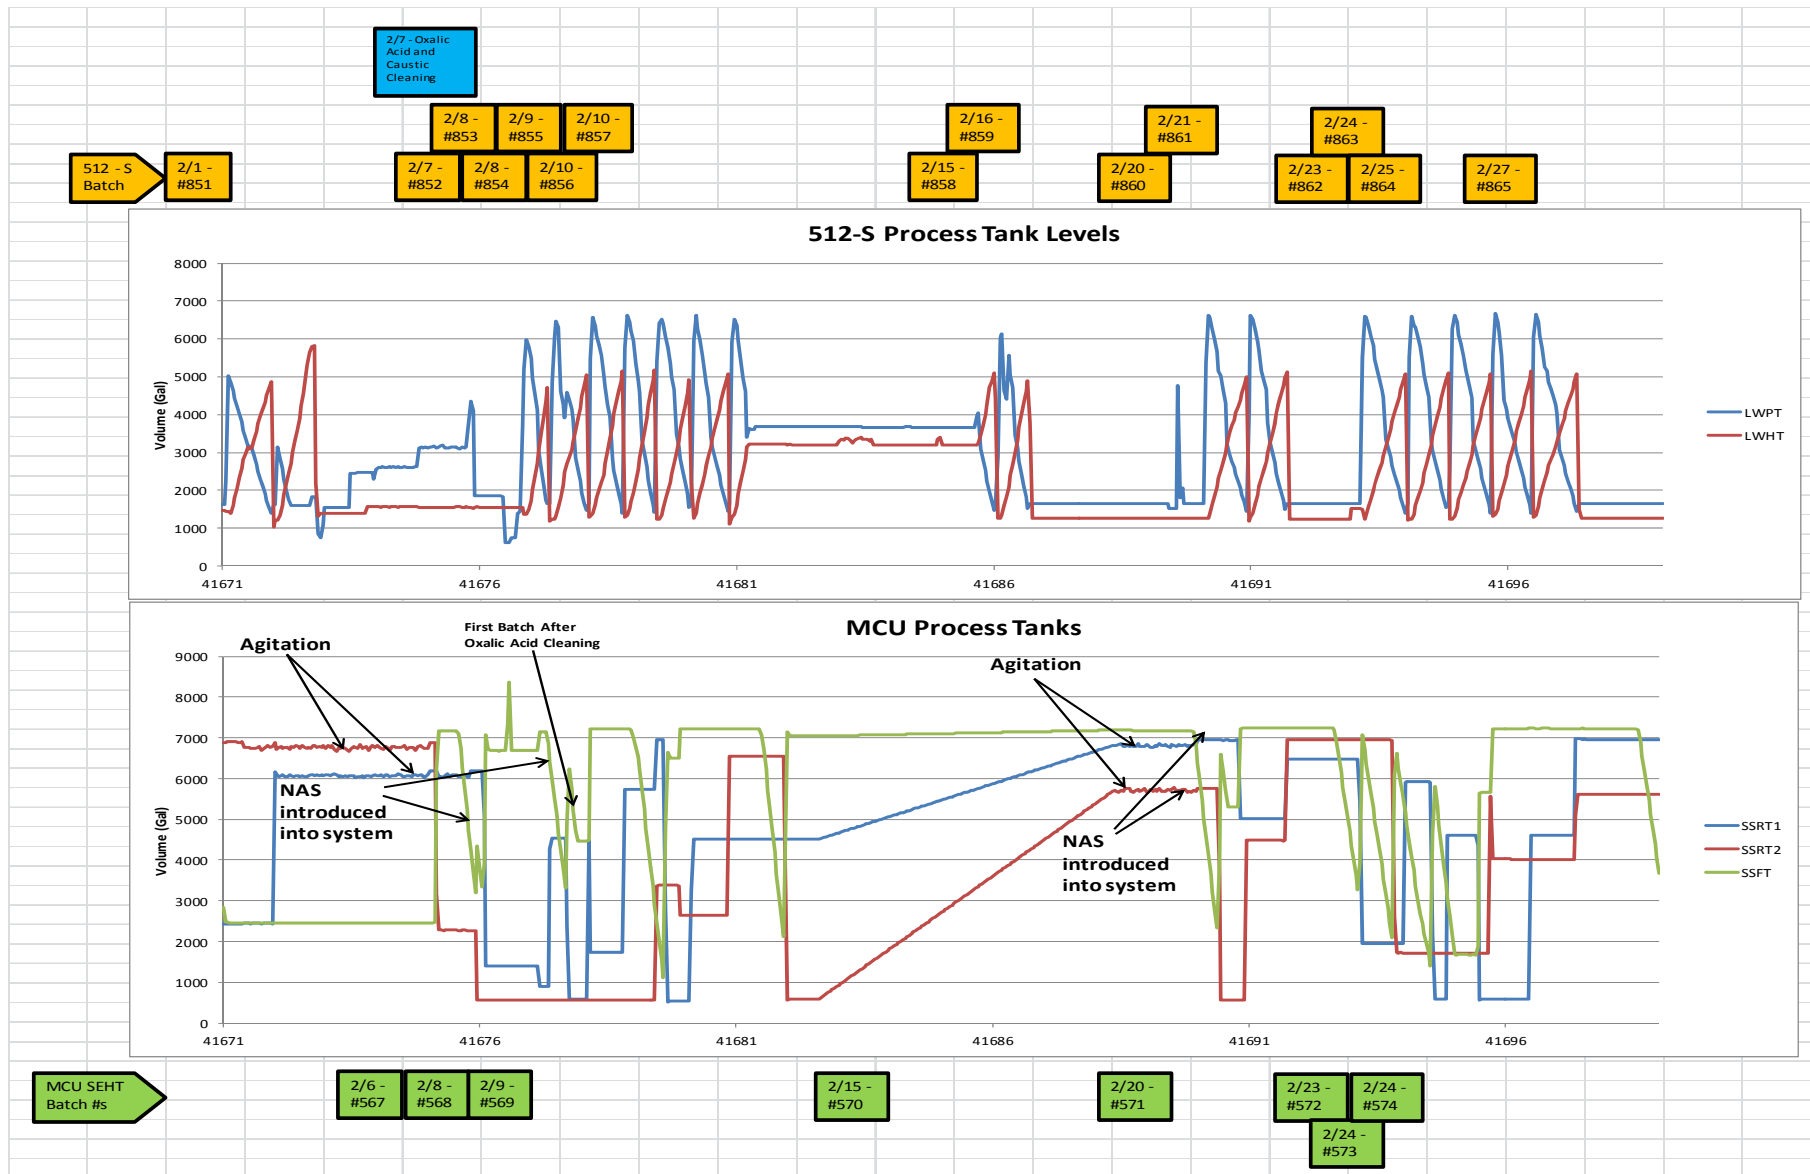 2/7 - Oxalic
Acid and
Caustic
Cleaning
2/8 -
#853
2/9 -
#855
2/10 -
#857
2/16 -
#859
2/21 -
#861
2/24 -
#863
512 - S
Batch
2/1 -
#851
2/7 -
#852
2/8 -
#854
2/10 -
#856
2/15 -
#858
2/20 -
#860
2/23 -
#862
2/25 -
#864
2/27 -
#865
512-S Process Tank Levels
Volume (Gal)
8000
7000
6000
5000
4000
3000
2000
1000
0
41671 41676 41681 41686 41691 41696
LWPT
LWHT
MCU Process Tanks
Volume (Gal)
9000
8000
7000
6000
5000
4000
3000
2000
1000
0
41671 41676 41681 41686 41691 41696
Agitation
First Batch After
Oxalic Acid Cleaning
NAS
introduced
into system
Agitation
NAS
introduced
into system
SSRT1
SSRT2
SSFT
MCU SEHT
Batch #s
2/6 -
#567
2/8 -
#568
2/9 -
#569
2/15 -
#570
2/20 -
#571
2/23 -
#572
2/24 -
#574
2/24 -
#573